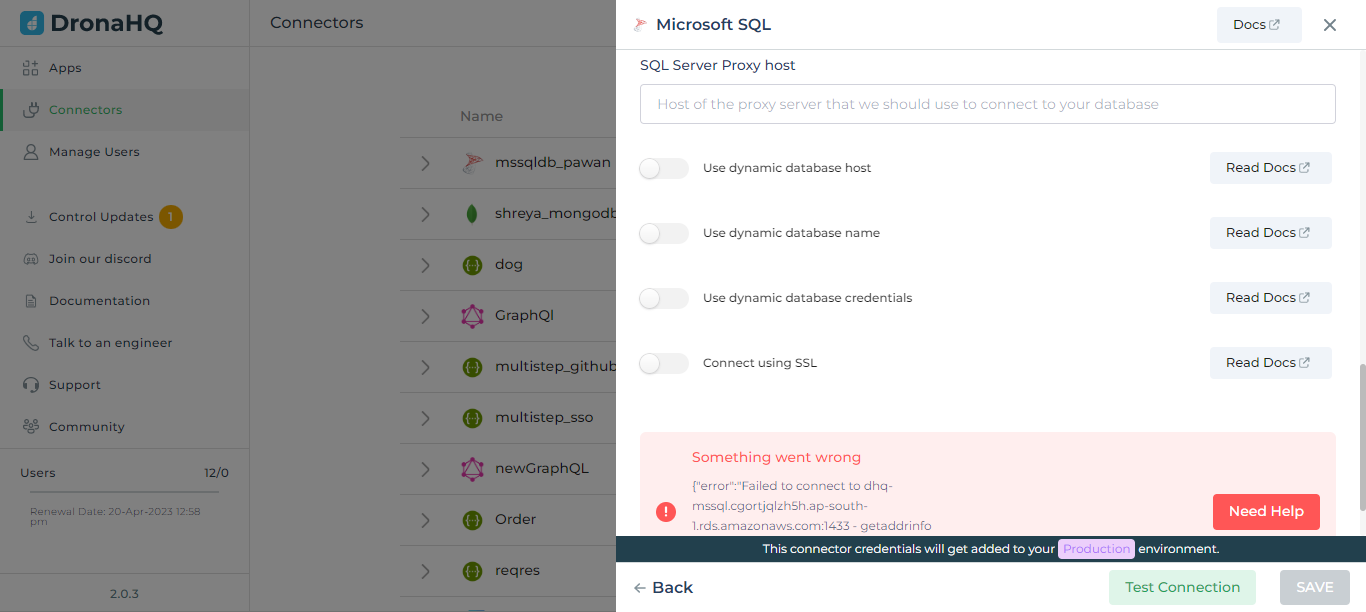 DronaHQ
Apps
Connectors
Manage Users
Control Updates 1
Join our discord
Documentation
Talk to an engineer
Support
Community
Users 12/0
Renewal Date: 20-Apr-2023 12:58
pm
2.0.3
Connectors
Name
mssqldb_pawan
shreya_mongodb
dog
GraphQl
multistep_github
multistep_sso
newGraphQL
Order
reqres
Microsoft SQL
Docs
SQL Server Proxy host
Host of the proxy server that we should use to connect to your database
Use dynamic database host Read Docs
Use dynamic database name Read Docs
Use dynamic database credentials Read Docs
Connect using SSL Read Docs
Something went wrong
{"error":"Failed to connect to dhq-
mssql.cgortjqlzh5h.ap-south-
1.rds.amazonaws.com:1433 - getaddrinfo
Need Help
This connector credentials will get added to your Production environment.
Back
Test Connection
SAVE